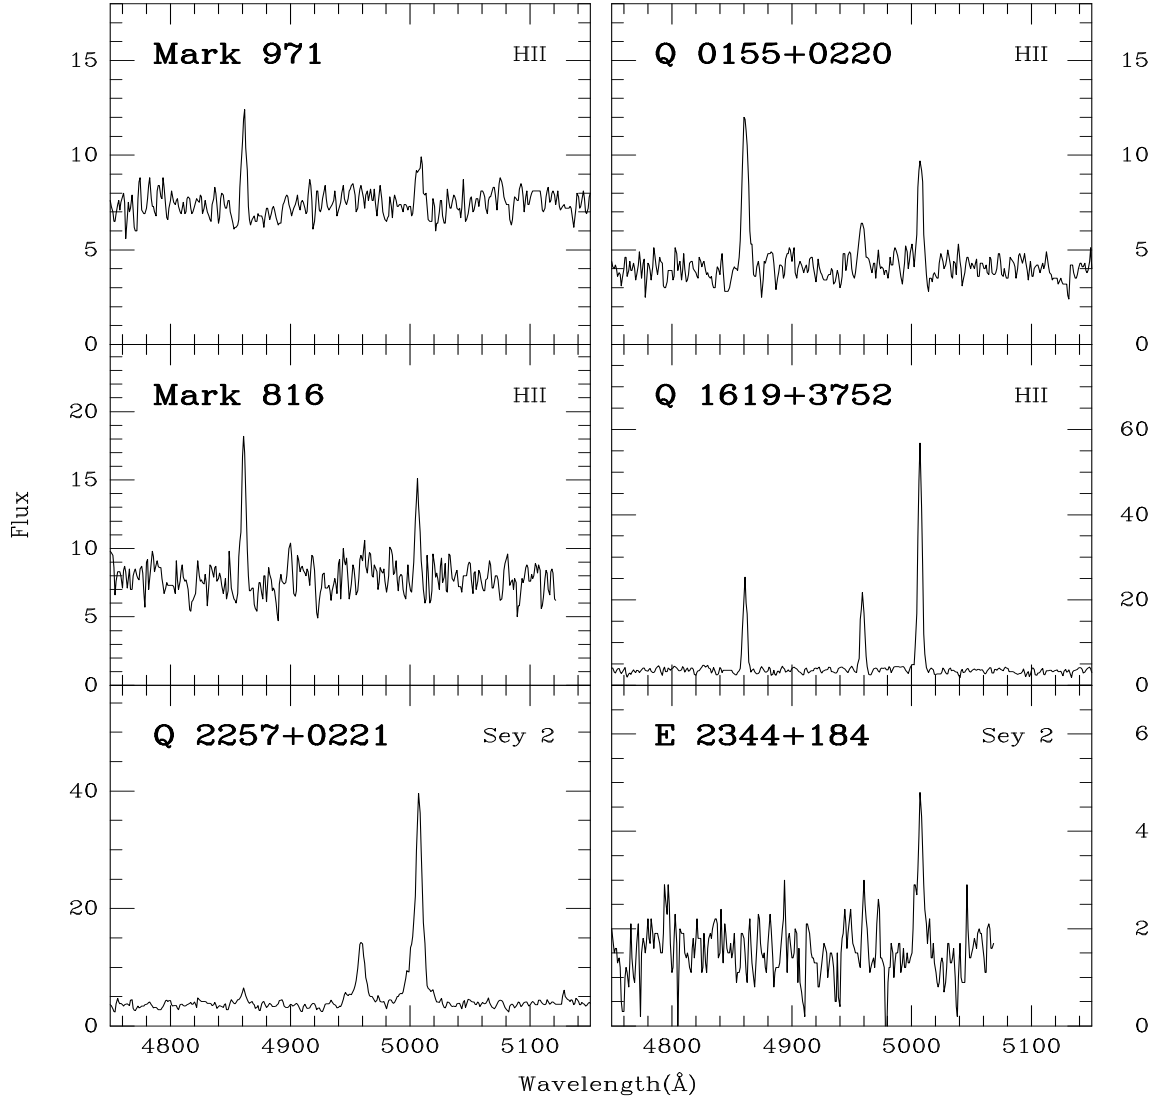 Mark 971 HII
Q 0155+0220 HII
15
10
5
0
15
10
5
0
Mark 816 HII
Q 1619+3752 HII
20
15
10
5
0
60
40
20
0
Flux
Q 2257+0221 Sey 2
E 2344+184 Sey 2
40
20
0
6
4
2
0
4800 4900 5000 5100
4800 4900 5000 5100
Wavelength(Å)